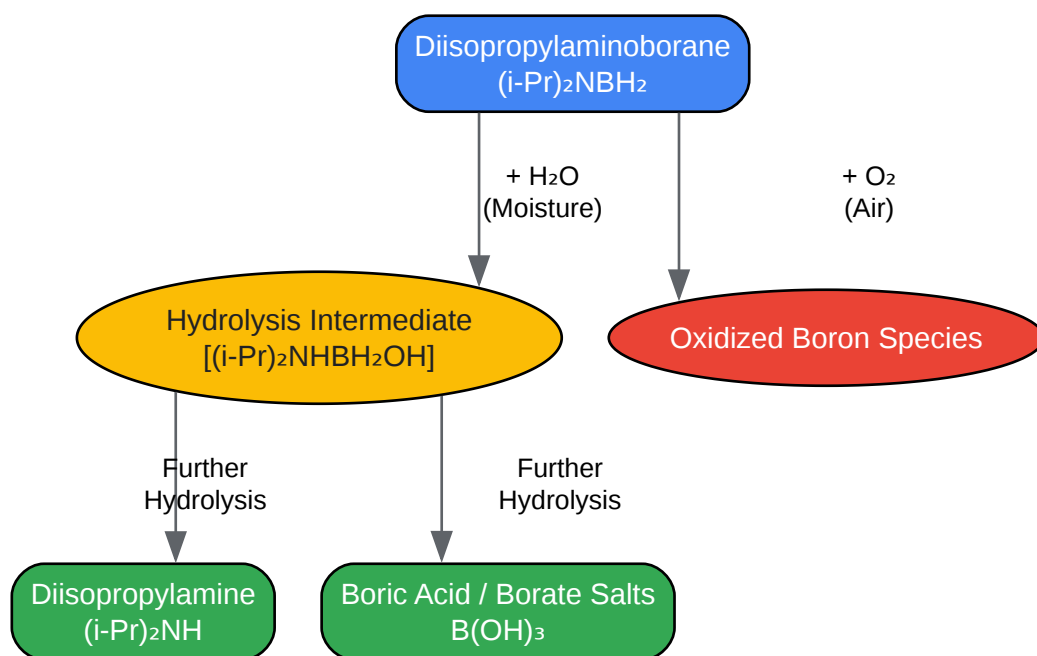 Diisopropylaminoborane
(i-Pr)₂NBH₂
+ H₂O
(Moisture)
+ O₂
(Air)
Hydrolysis Intermediate
[(i-Pr)₂NHBH₂OH]
Oxidized Boron Species
Further
Hydrolysis
Further
Hydrolysis
Diisopropylamine
(i-Pr)₂NH
Boric Acid / Borate Salts
B(OH)₃